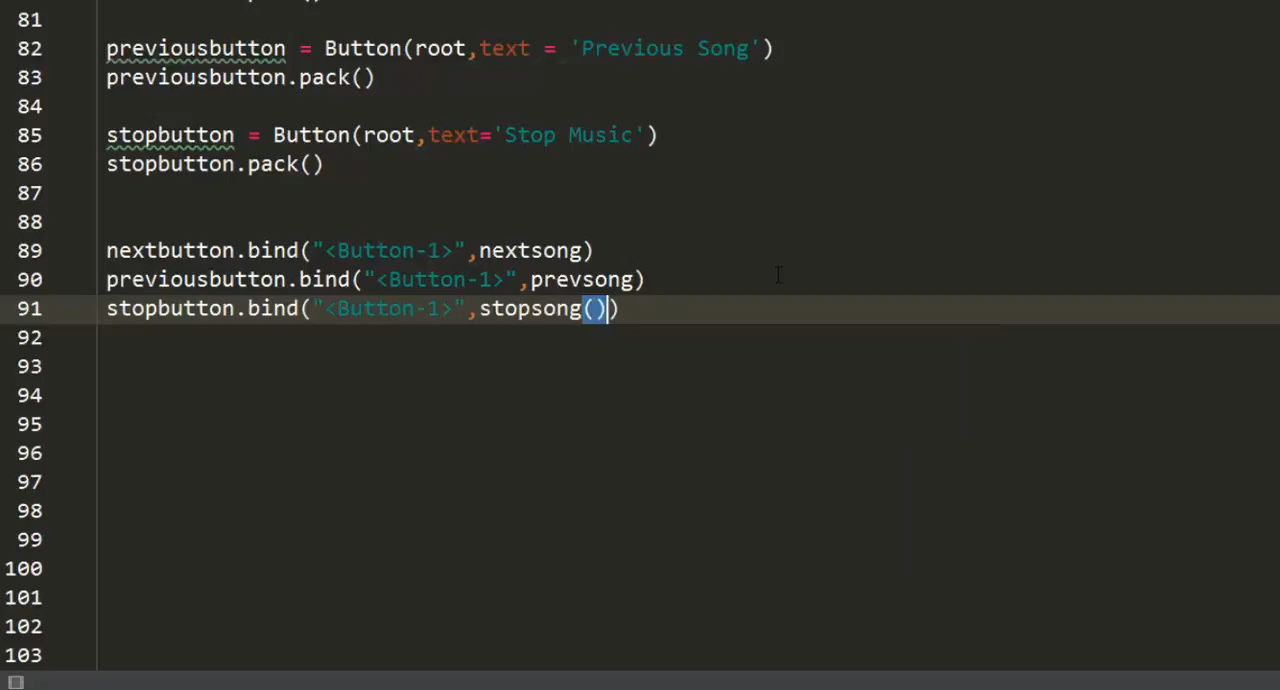 81
82 previousbutton = Button(root,text = 'Previous Song')
83 previousbutton.pack()
84
85 stopbutton = Button(root,text='Stop Music')
86 stopbutton.pack()
87
88
89 nextbutton.bind("<Button-1>",nextsong)
90 previousbutton.bind("<Button-1>",prevsong)
91 stopbutton.bind("<Button-1>",stopsong())
92
93
94
95
96
97
98
99
100
101
102
103